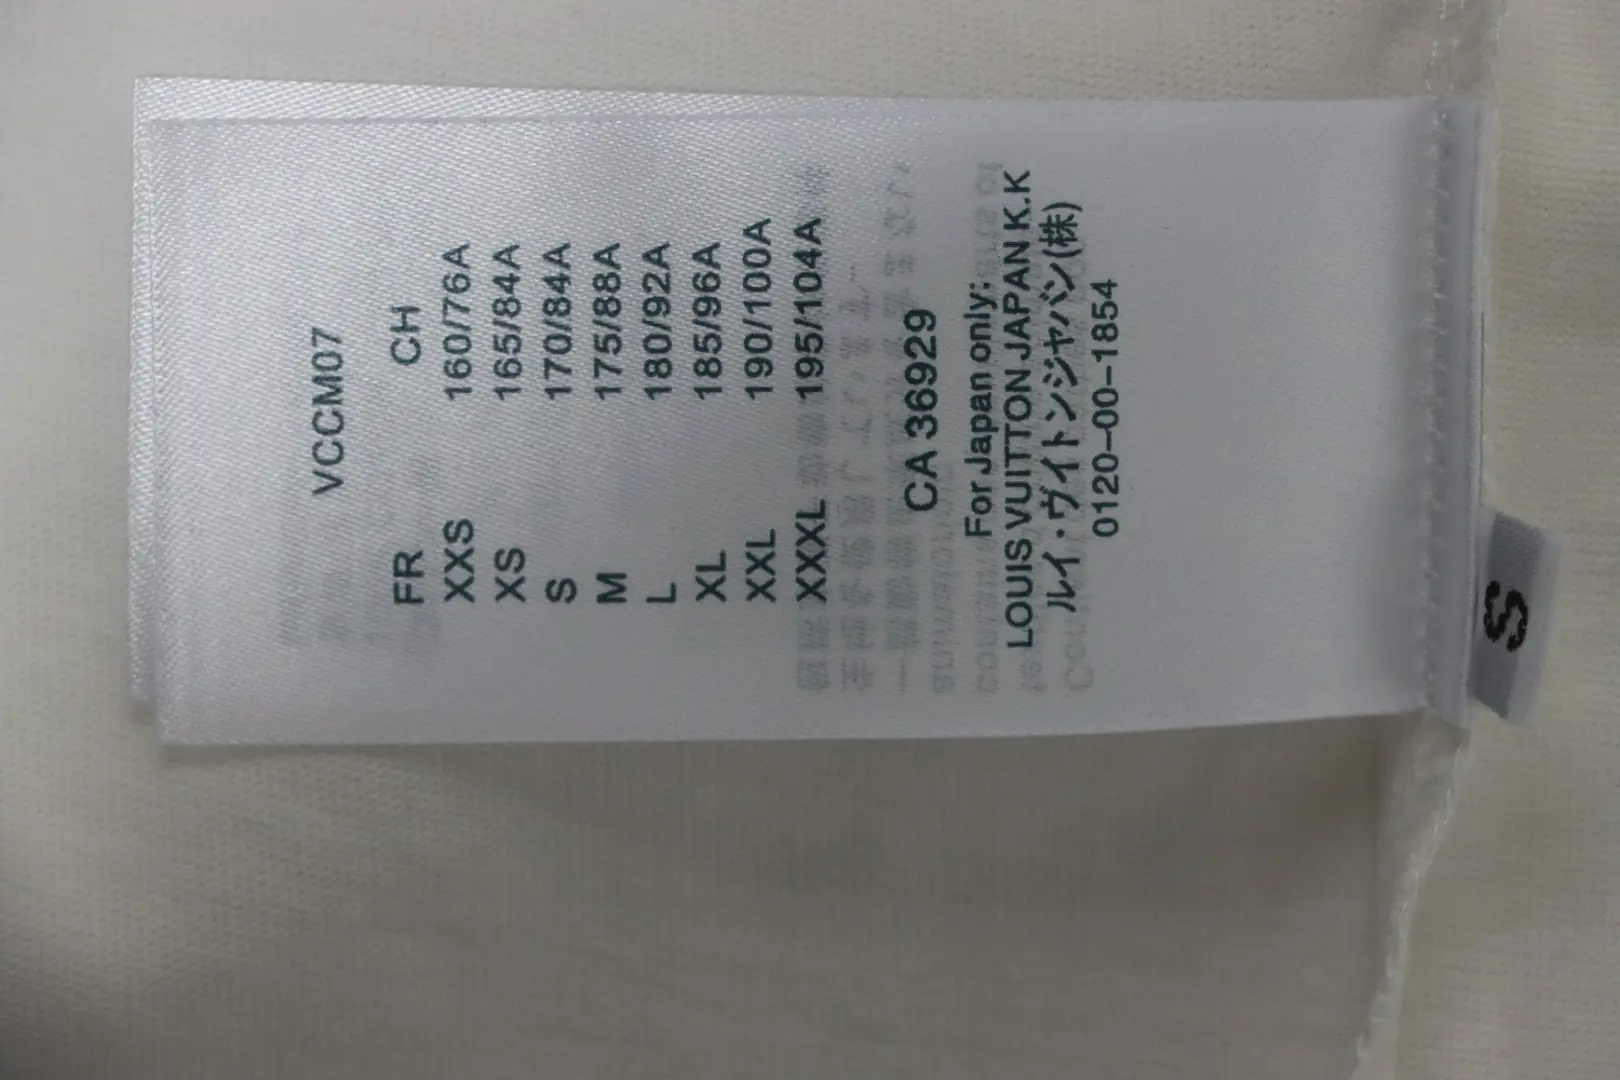 VCCM07
FR CH
XXS 160/76A
XS 165/84A
S 170/84A
M 175/88A
L 180/92A
XL 185/96A
XXL 190/100A
XXXL 195/104A
CA 36929
For Japan only:
LOUIS VUITTON JAPAN K.K
ルイ・ヴイトンジャパン(株)
0120-00-1854
S